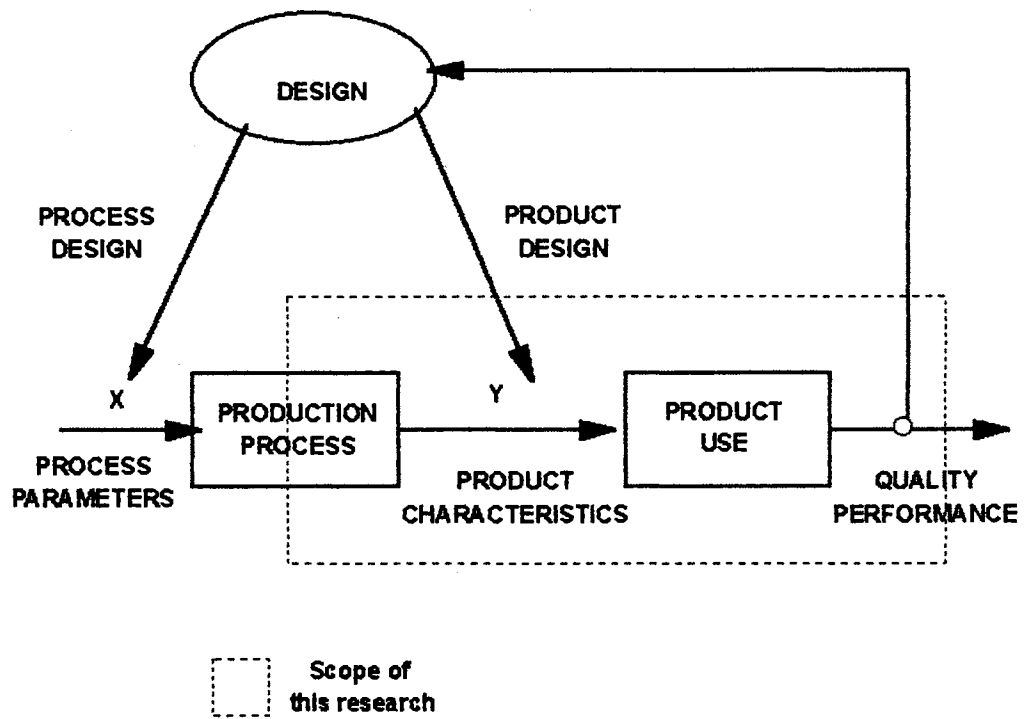 DESIGN
PROCESS
DESIGN
PRODUCT
DESIGN
X
Y
PRODUCTION
PROCESS
PRODUCT
USE
PROCESS
PARAMETERS
PRODUCT
CHARACTERISTICS
QUALITY
PERFORMANCE
Scope of
this research